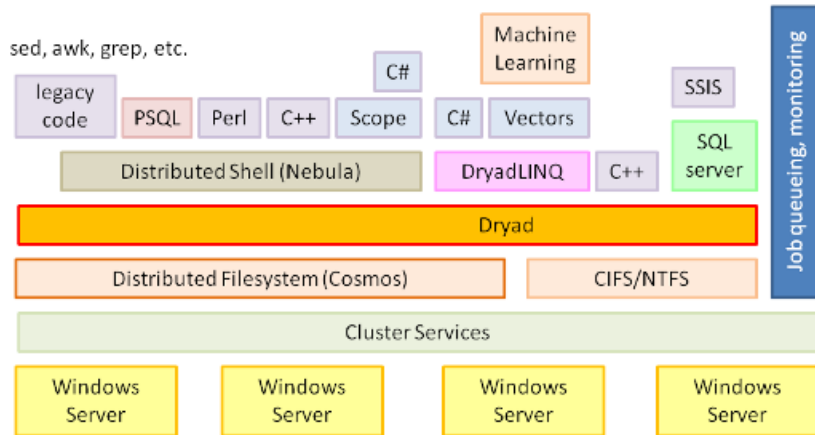 sed, awk, grep, etc.
Machine
Learning
C#
legacy
code
PSQL
Perl
C++
Scope
C#
Vectors
SSIS
SQL
server
Distributed Shell (Nebula)
DryadLINQ
C++
Job queueing, monitoring
Dryad
Distributed Filesystem (Cosmos)
CIFS/NTFS
Cluster Services
Windows
Server
Windows
Server
Windows
Server
Windows
Server